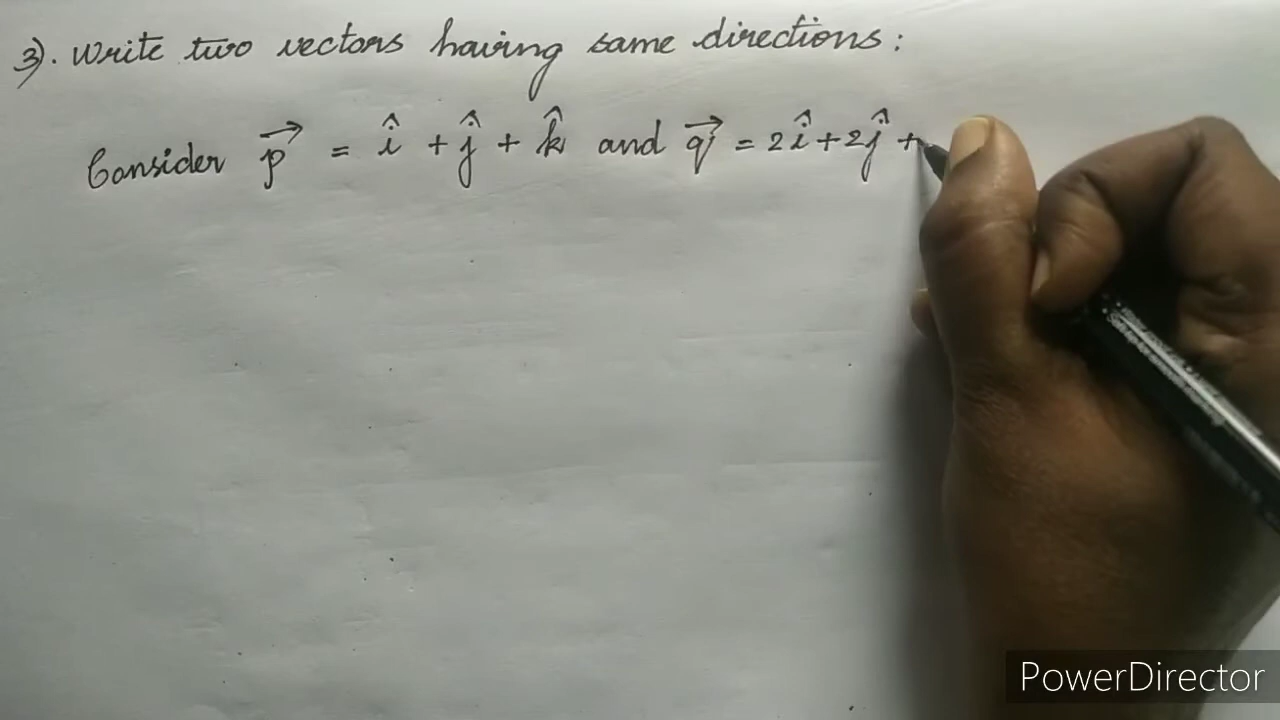 3). Write two vectors having same directions:
Consider p⃗ = î + ĵ + k̂ and q⃗ = 2î + 2ĵ +
PowerDirector